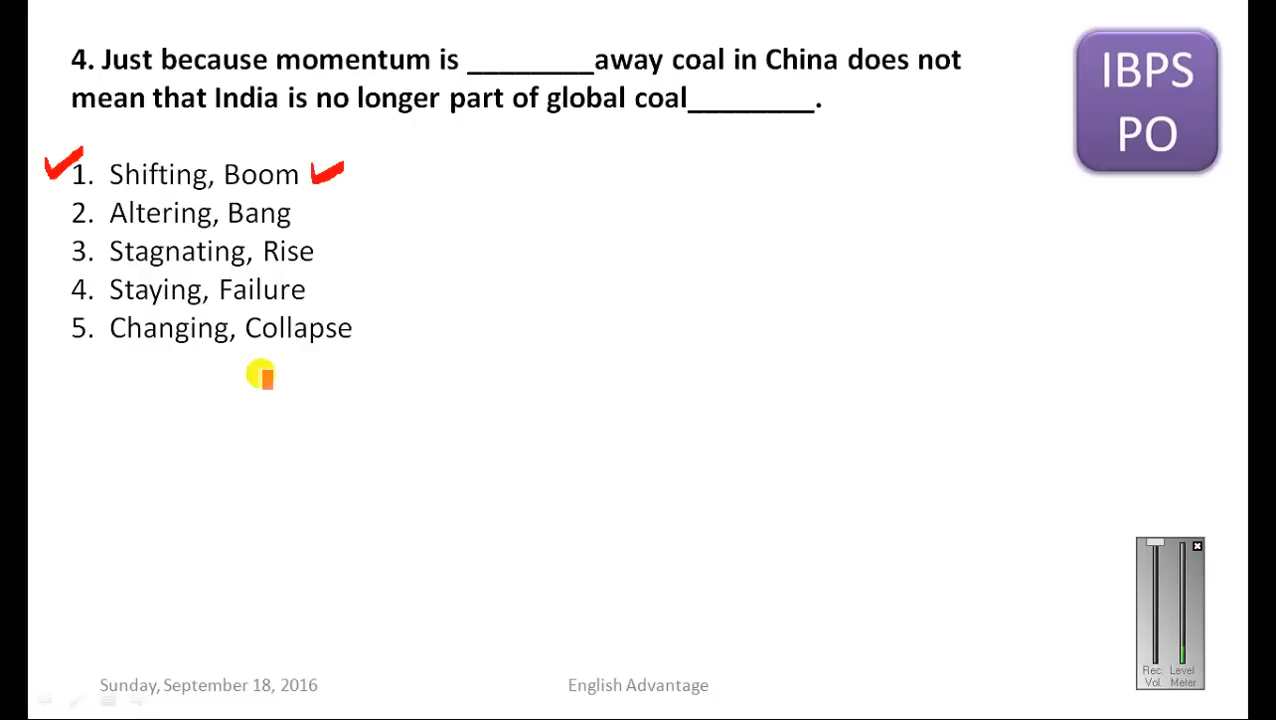 4. Just because momentum is ________away coal in China does not
mean that India is no longer part of global coal________.
IBPS
PO
1. Shifting, Boom
2. Altering, Bang
3. Stagnating, Rise
4. Staying, Failure
5. Changing, Collapse
Rec. Level
Vol. Meter
Sunday, September 18, 2016
English Advantage